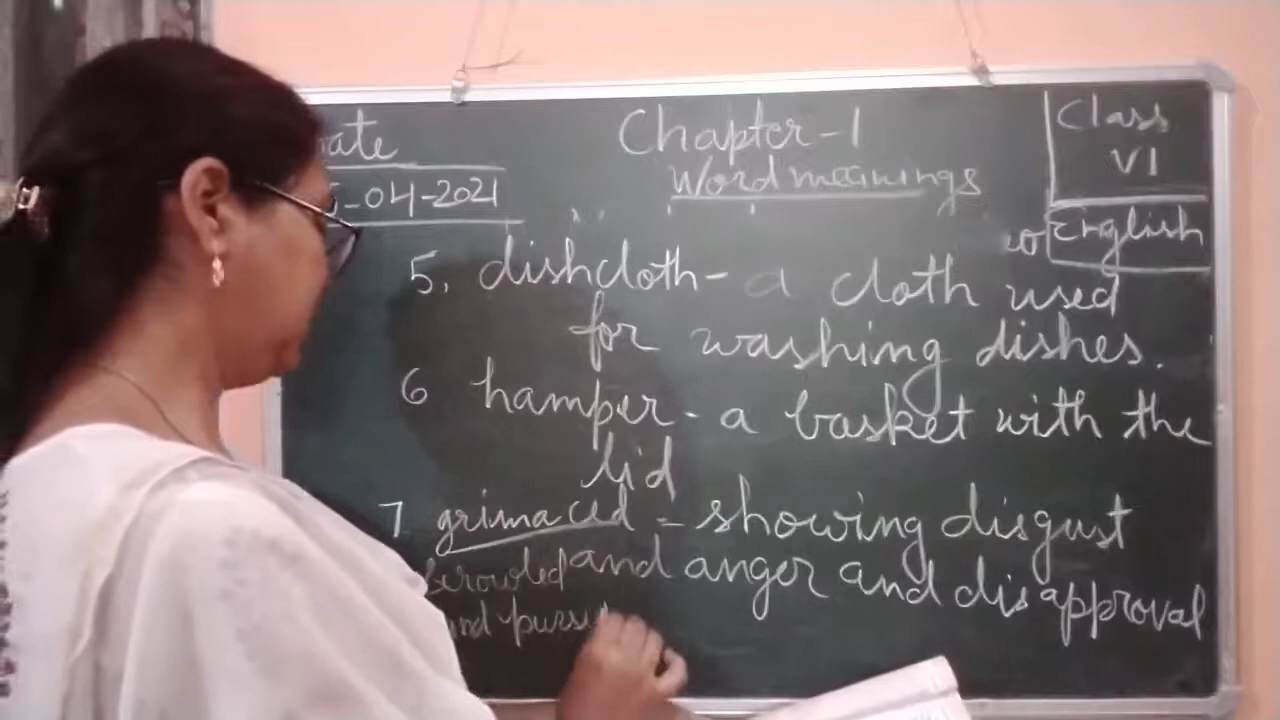 Chapter-1
Class
VI
Word meanings
-04-2021
English
5. dishcloth - a cloth used
for washing dishes.
6 hamper - a basket with the
lid
7 grimaced = showing disgust
and anger and disapproval